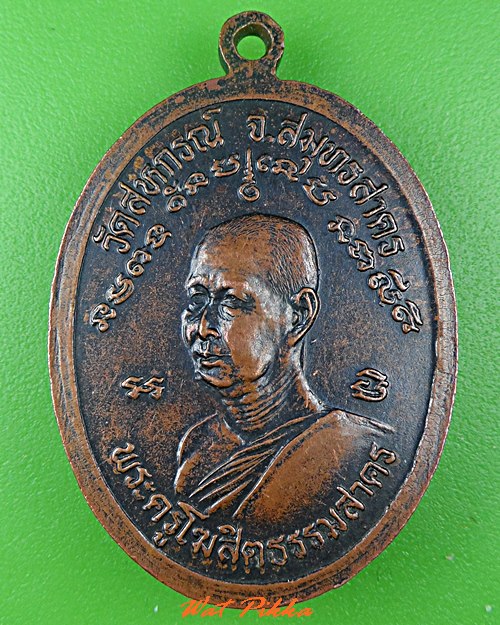 วัดสหกรณ์ จ.สมุทรสาคร
พระครูโฆสิตธรรมสาคร
Wat Pikka